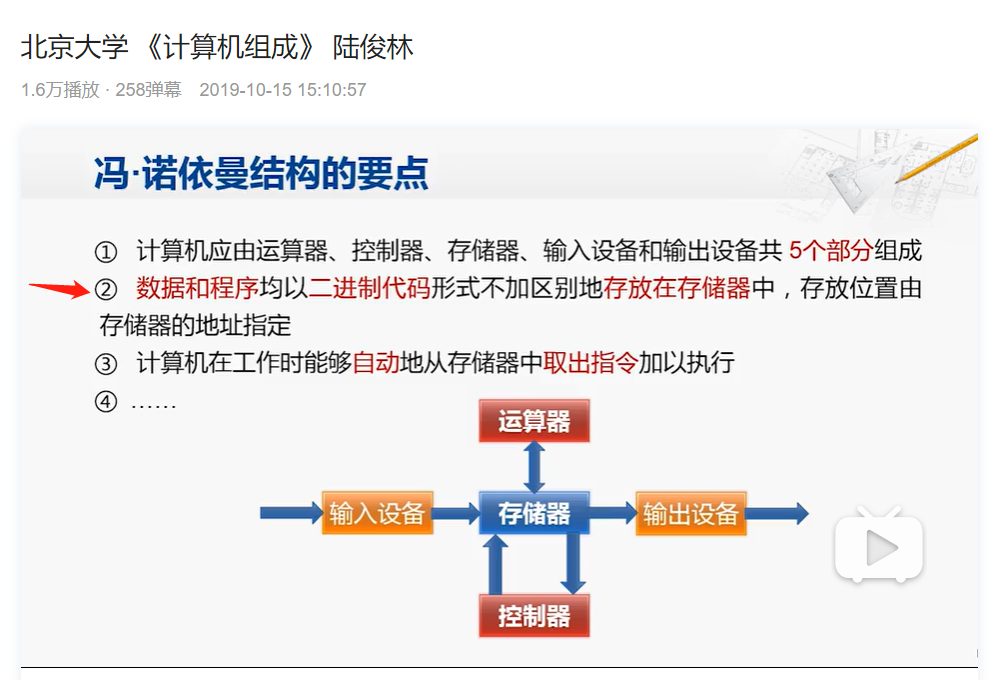 北京大学 《计算机组成》 陆俊林
1.6万播放 · 258弹幕 2019-10-15 15:10:57
冯·诺依曼结构的要点
① 计算机应由运算器、控制器、存储器、输入设备和输出设备共 5个部分组成
② 数据和程序均以二进制代码形式不加区别地存放在存储器中，存放位置由
存储器的地址指定
③ 计算机在工作时能够自动地从存储器中取出指令加以执行
④ ……
运算器
输入设备
存储器
输出设备
控制器